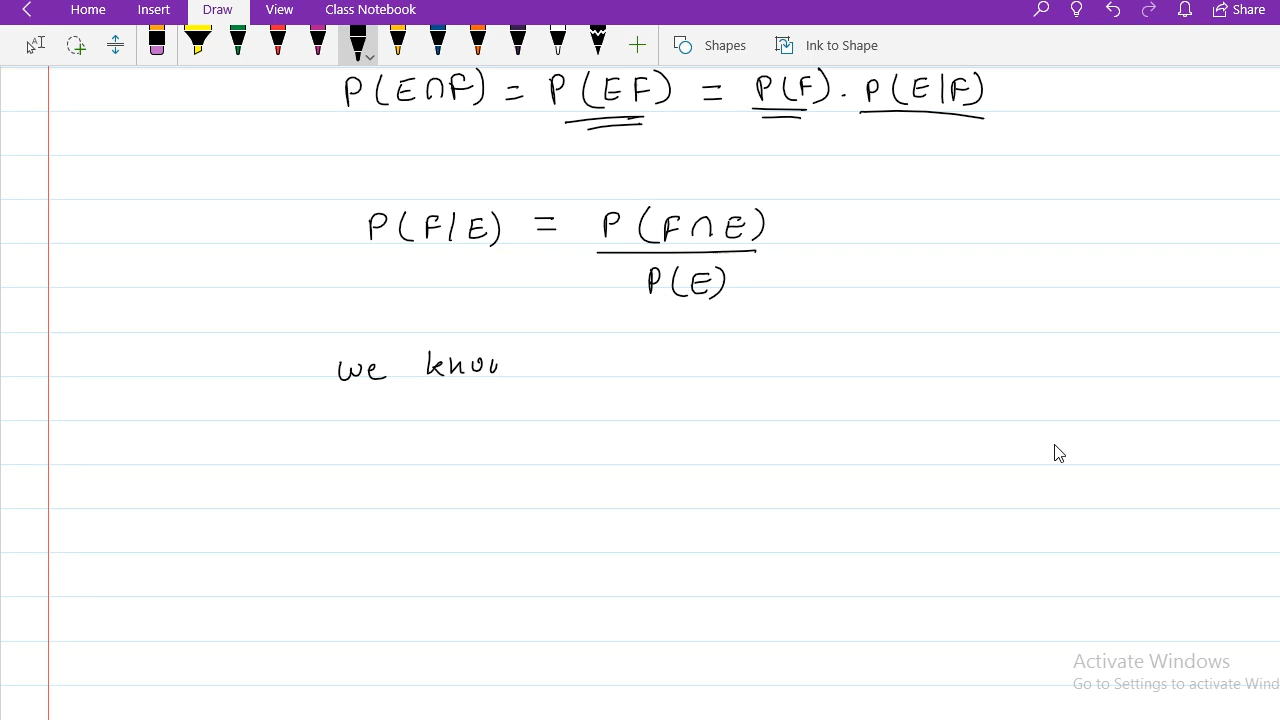 Home Insert Draw View Class Notebook Share
Shapes Ink to Shape
P(E∩F) = P(EF) = P(F) · P(E|F)
P(F|E) = P(F∩E)
P(E)
we know
Activate Windows
Go to Settings to activate Wind